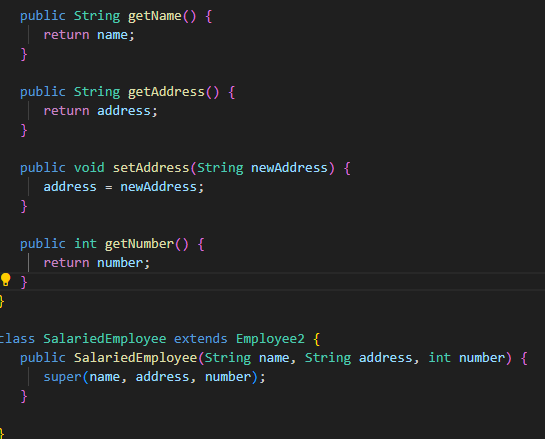 public String getName() {
return name;
}
public String getAddress() {
return address;
}
public void setAddress(String newAddress) {
address = newAddress;
}
public int getNumber() {
return number;
}
}
class SalariedEmployee extends Employee2 {
public SalariedEmployee(String name, String address, int number) {
super(name, address, number);
}
}